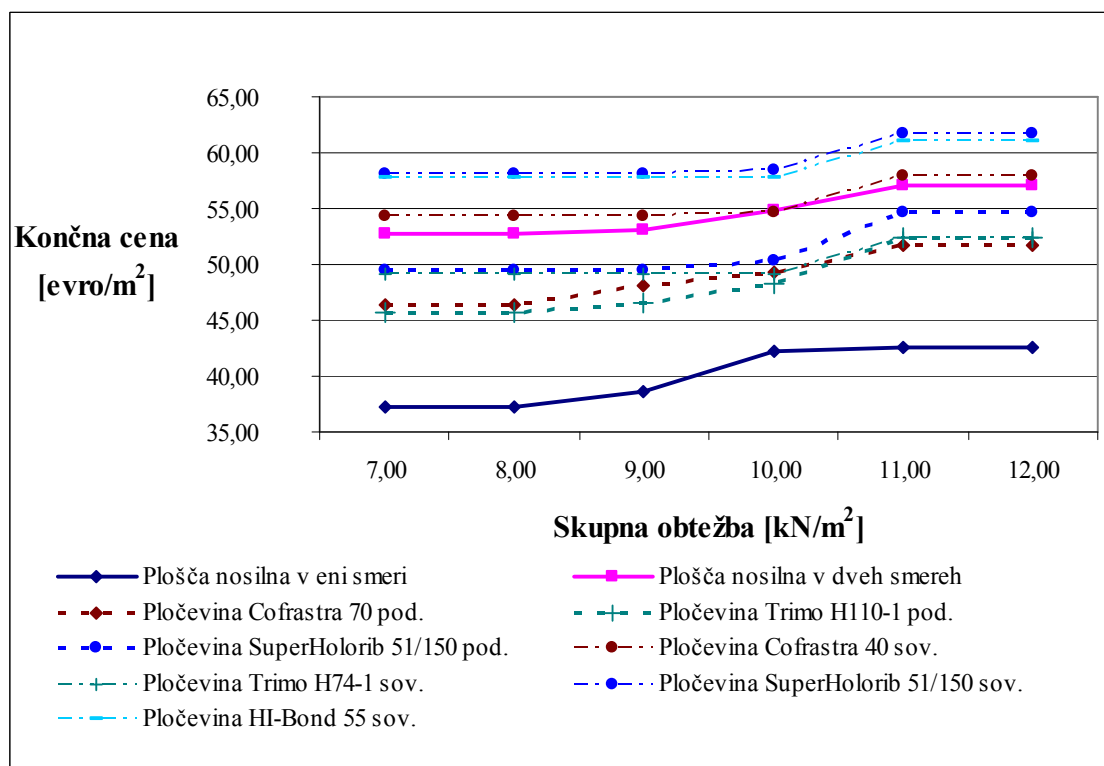 65,00
60,00
55,00
50,00
45,00
40,00
35,00
Končna cena
[evro/m²]
7,00 8,00 9,00 10,00 11,00 12,00
Skupna obtežba [kN/m²]
Plošča nosilna v eni smeri Plošča nosilna v dveh smereh
Pločevina Cofrastra 70 pod. Pločevina Trimo H110-1 pod.
Pločevina SuperHolorib 51/150 pod. Pločevina Cofrastra 40 sov.
Pločevina Trimo H74-1 sov. Pločevina SuperHolorib 51/150 sov.
Pločevina HI-Bond 55 sov.